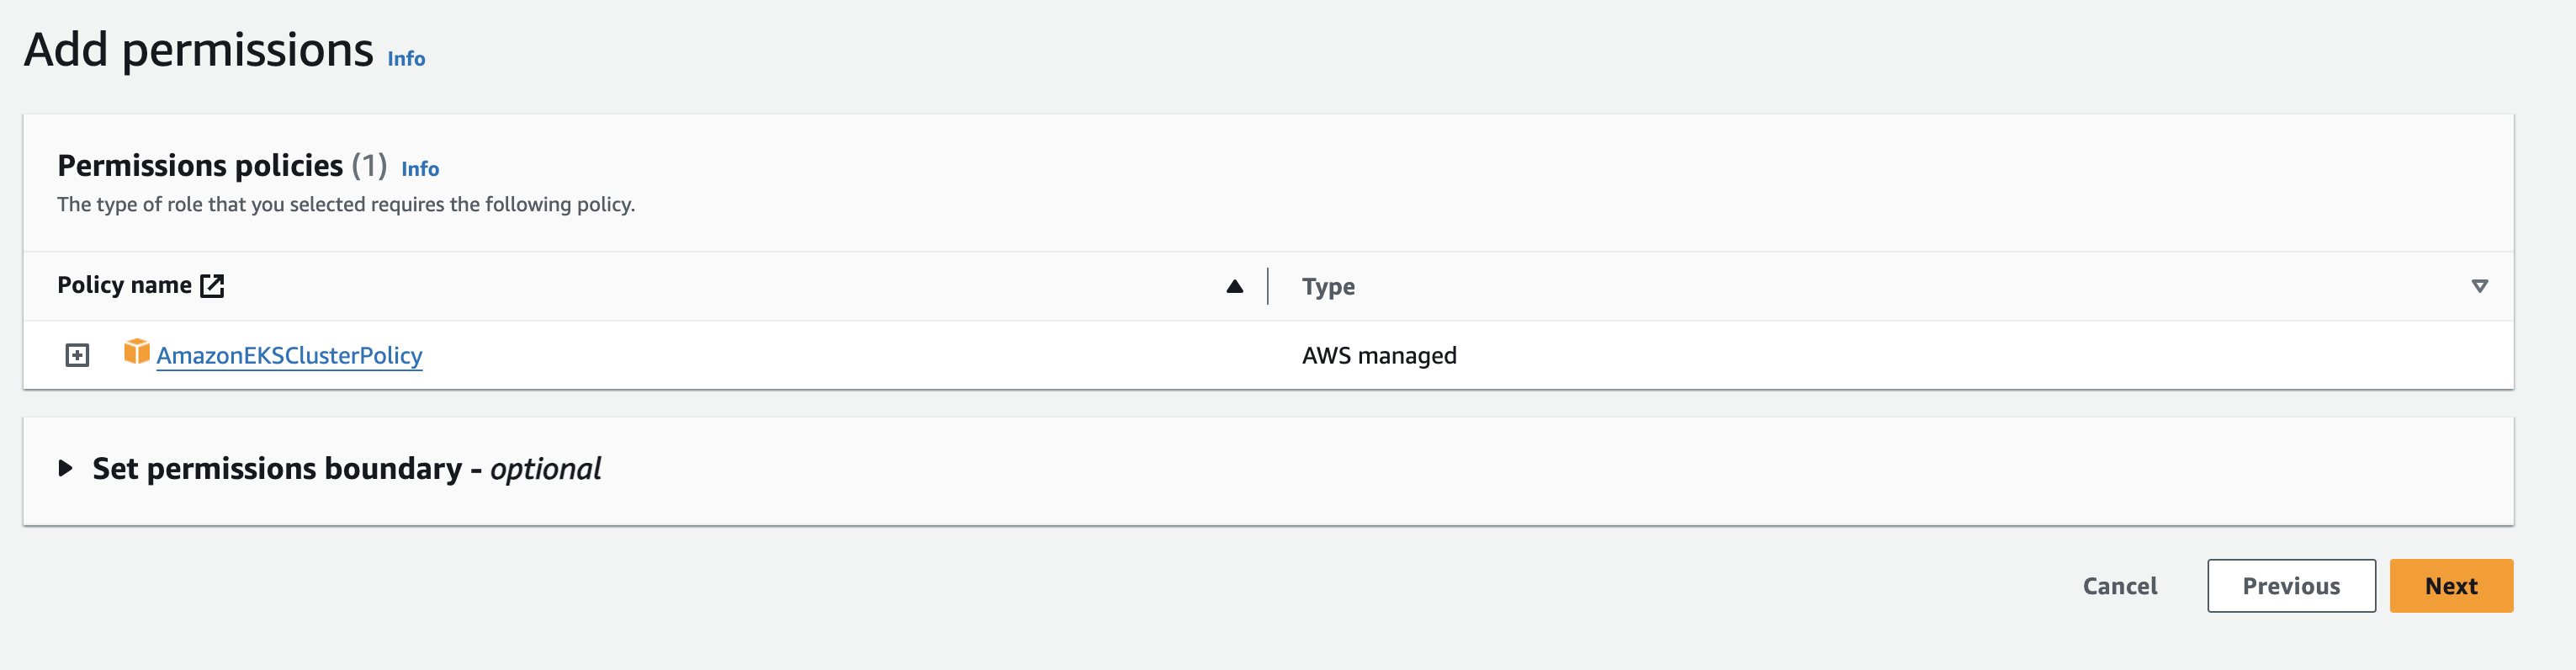 Add permissions Info
Permissions policies (1) Info
The type of role that you selected requires the following policy.
Policy name Type
AmazonEKSClusterPolicy AWS managed
Set permissions boundary - optional
Cancel Previous Next